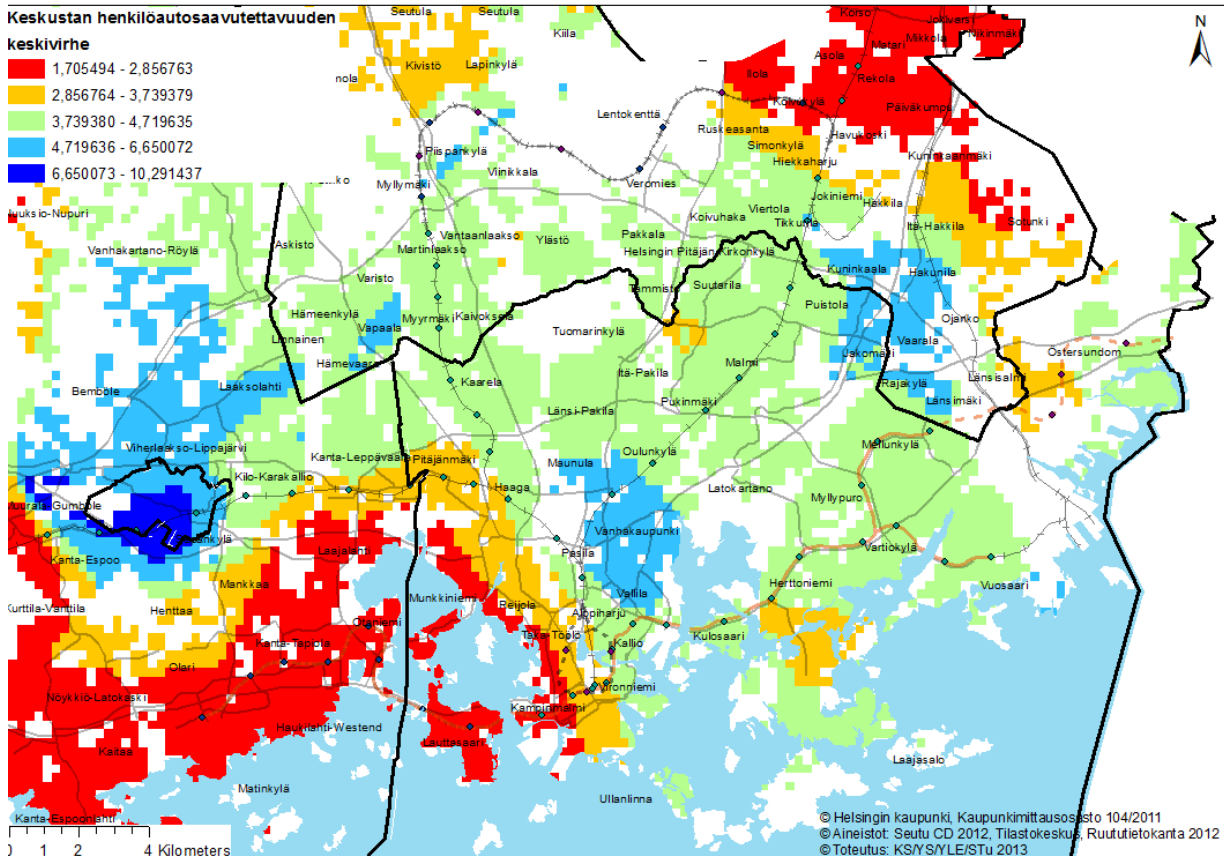 Keskustan henkilöautosaavutettavuuden
keskivirhe
1,705494 - 2,856763
2,856764 - 3,739379
3,739380 - 4,719635
4,719636 - 6,650072
6,650073 - 10,291437
N
Seutula
Seutula
Kiila
Korso
Jokivarsi
Mikkola
Nikinmäki
Matari
Asola
Kivistö
Lapinkylä
Ilola
Rekola
Koivukylä
Päiväkumpu
Lentokenttä
Ruskeasanta
Havukoski
Simonkylä
Piispankylä
Hiekkaharju
Kuninkaanmäki
Viinikkala
Veromies
Myllymäki
Jokiniemi
Hakkila
Viertola
Sotunki
Koivuhaka
Tikkurila
Itä-Hakkila
Vanhakartano-Röylä
Askisto
Vantaanlaakso
Ylästö
Pakkala
Martinlaakso
Helsingin Pitäjän Kirkonkylä
Kuninkaala
Hakunila
Varisto
Tammisto
Suutarila
Puistola
Hämeenkylä
Vapaala
Myyrmäki
Kaivoksela
Ojanko
Linnainen
Tuomarinkylä
Vaarala
Jakomäki
Östersundom
Hämevaara
Malmi
Itä-Pakila
Rajakylä
Länsisalmi
Bemböle
Laaksolahti
Kaarela
Länsi-Pakila
Pukinmäki
Länsimäki
Viherlaakso-Lippajärvi
Mellunkylä
Kanta-Leppävaara
Pitäjänmäki
Maunula
Oulunkylä
Kilo-Karakallio
Haaga
Latokartano
Myllypuro
Muurala-Gumböle
Vanhakaupunki
Laajalahti
Pasila
Vartiokylä
Kanta-Espoo
Mankkaa
Herttoniemi
Vuosaari
Kurttila-Vanttila
Henttaa
Munkkiniemi
Reijola
Vallila
Alppiharju
Otaniemi
Kulosaari
Kanta-Tapiola
Taka-Töölö
Kallio
Olari
Nöykkiö-Latokaski
Vironniemi
Kampinmalmi
Haukilahti-Westend
Kaitaa
Lauttasaari
Laajasalo
Matinkylä
Ullanlinna
Kanta-Espoonlahti
© Helsingin kaupunki, Kaupunkimittausosasto 104/2011
© Aineistot: Seutu CD 2012, Tilastokeskus, Ruututietokanta 2012
© Toteutus: KS/YS/YLE/STu 2013
0 1 2 4 Kilometers